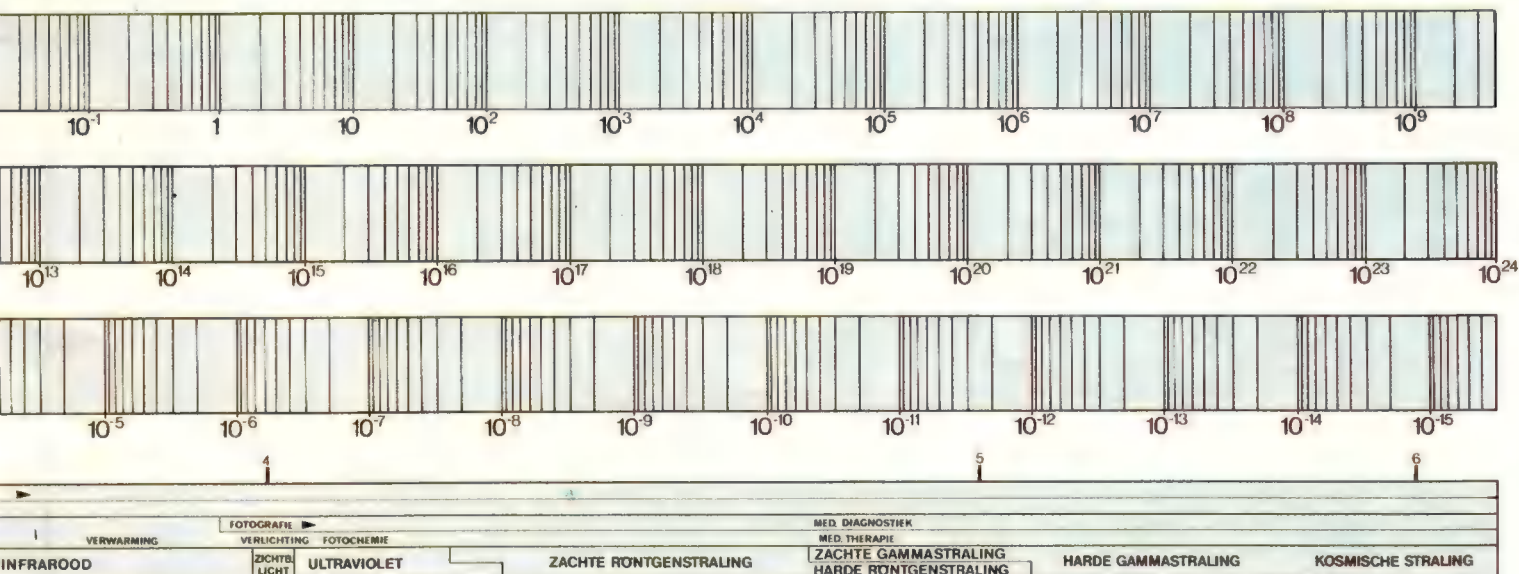 10⁻¹ 1 10 10² 10³ 10⁴ 10⁵ 10⁶ 10⁷ 10⁸ 10⁹
10¹³ 10¹⁴ 10¹⁵ 10¹⁶ 10¹⁷ 10¹⁸ 10¹⁹ 10²⁰ 10²¹ 10²² 10²³ 10²⁴
10⁻⁵ 10⁻⁶ 10⁻⁷ 10⁻⁸ 10⁻⁹ 10⁻¹⁰ 10⁻¹¹ 10⁻¹² 10⁻¹³ 10⁻¹⁴ 10⁻¹⁵
4 5 6
FOTOGRAFIE ► MED. DIAGNOSTIEK
VERWARMING VERLICHTING FOTOCHEMIE MED. THERAPIE
INFRAROOD ZICHTB. LICHT ULTRAVIOLET ZACHTE RÖNTGENSTRALING ZACHTE GAMMASTRALING HARDE GAMMASTRALING KOSMISCHE STRALING
HARDE RÖNTGENSTRALING